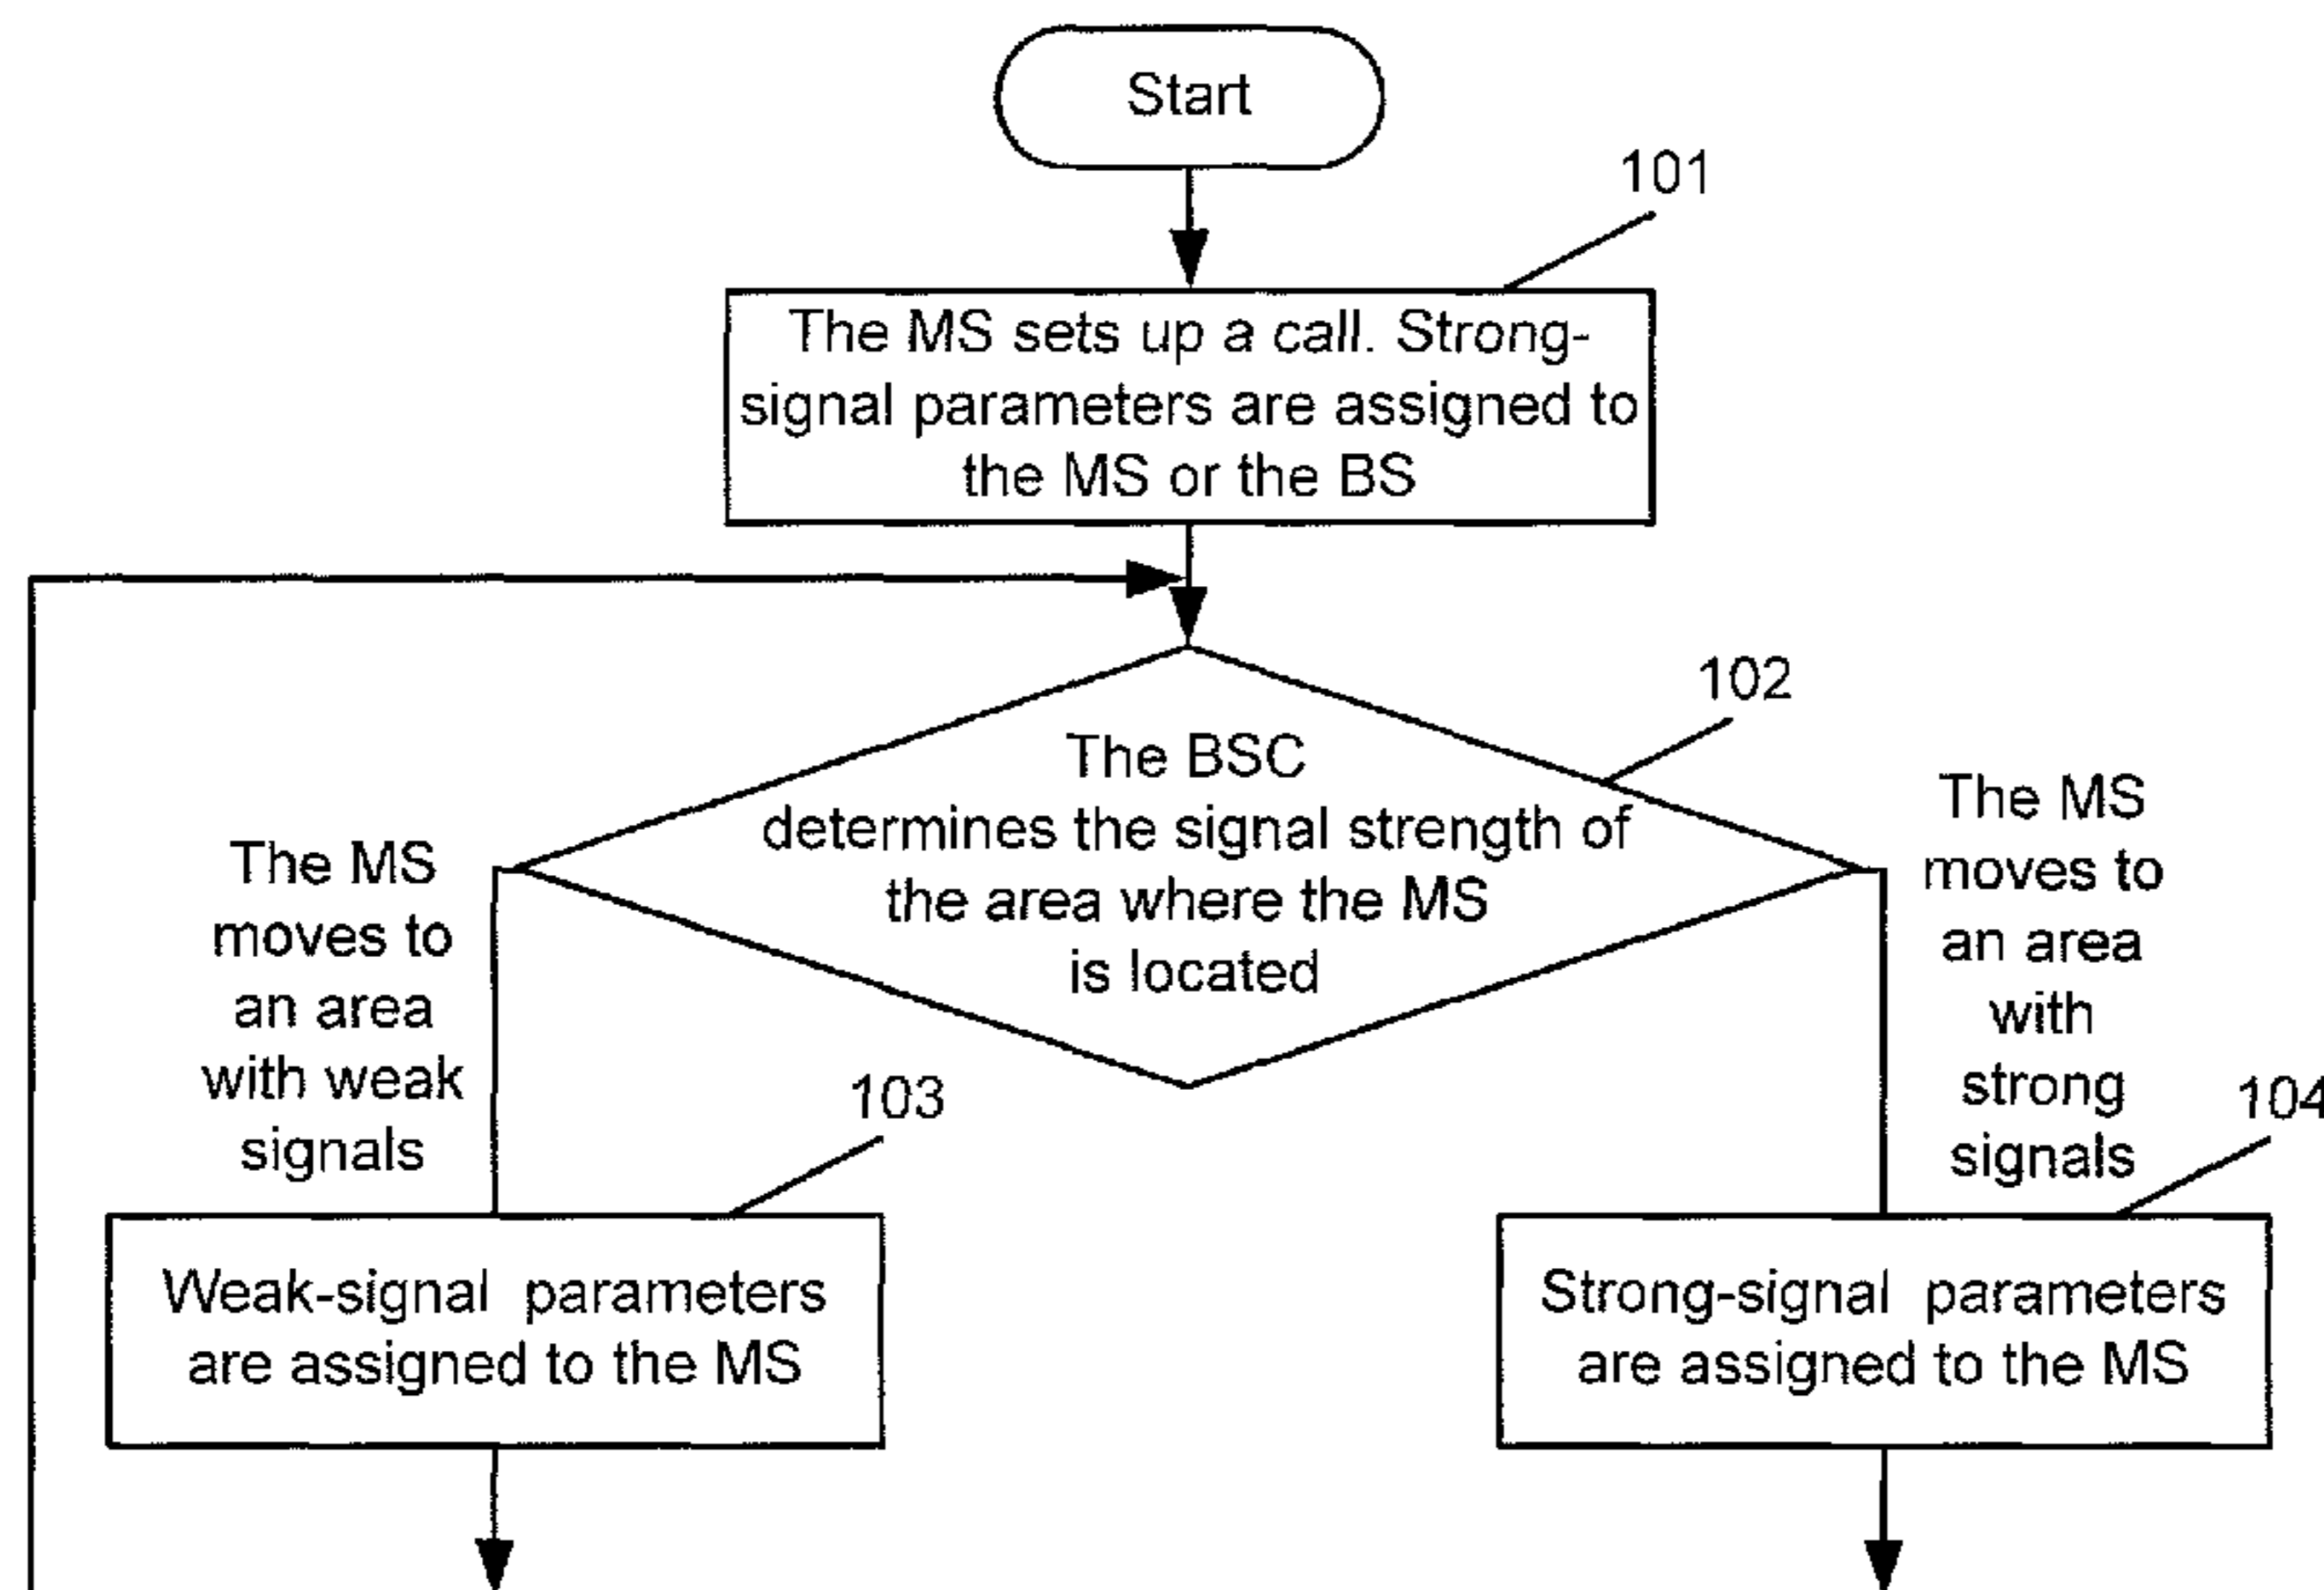 Start
101
The MS sets up a call. Strong-
signal parameters are assigned to
the MS or the BS
102
The BSC
determines the signal strength of
the area where the MS
is located
The MS
moves to
an area
with weak
signals
The MS
moves to
an area
with
strong
signals
103
104
Weak-signal parameters
are assigned to the MS
Strong-signal parameters
are assigned to the MS